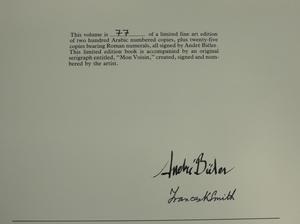 This volume is 77 of a limited fine art edition
of two hundred Arabic numbered copies, plus twenty-five
copies bearing Roman numerals, all signed by André Biéler.
This limited edition book is accompanied by an original
serigraph entitled, "Mon Voisin," created, signed and num-
bered by the artist.
André Biéler
Frances K Smith